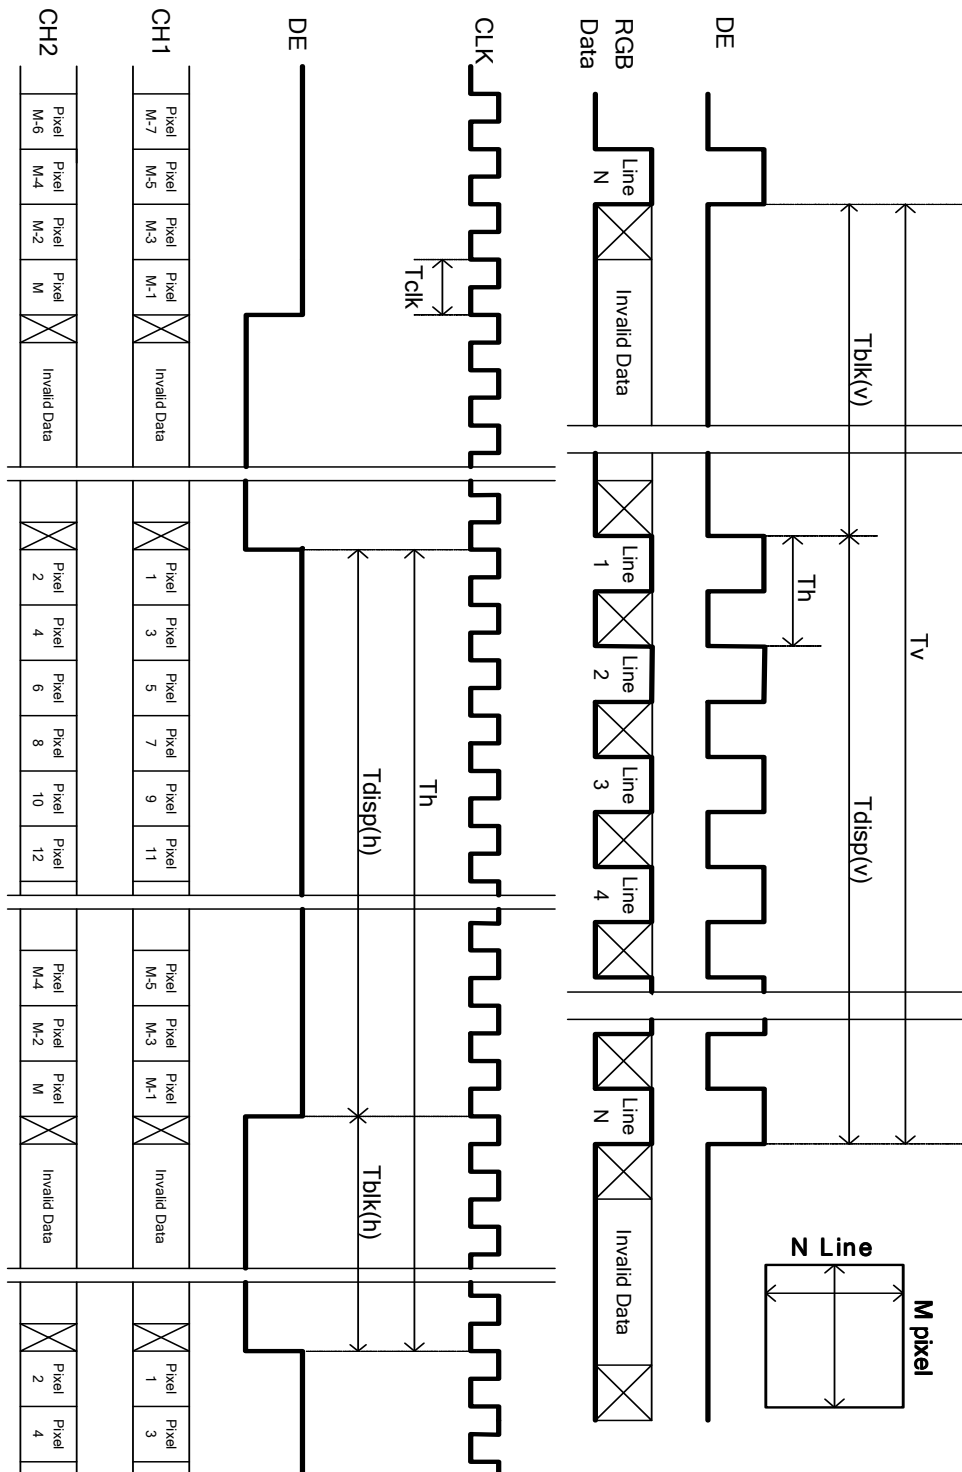 Tv
Tblk(v)
Tdisp(v)
Th
DE
RGB
Data
Line
N
Invalid Data
Line
1
Line
2
Line
3
Line
4
Line
N
Invalid Data
N Line
M pixel
CLK
Tclk
Th
Tdisp(h)
Tblk(h)
DE
CH1
Pixel
M-7
Pixel
M-5
Pixel
M-3
Pixel
M-1
Invalid Data
Pixel
1
Pixel
3
Pixel
5
Pixel
7
Pixel
9
Pixel
11
Pixel
M-5
Pixel
M-3
Pixel
M-1
Invalid Data
Pixel
1
Pixel
3
CH2
Pixel
M-6
Pixel
M-4
Pixel
M-2
Pixel
M
Invalid Data
Pixel
2
Pixel
4
Pixel
6
Pixel
8
Pixel
10
Pixel
12
Pixel
M-4
Pixel
M-2
Pixel
M
Invalid Data
Pixel
2
Pixel
4